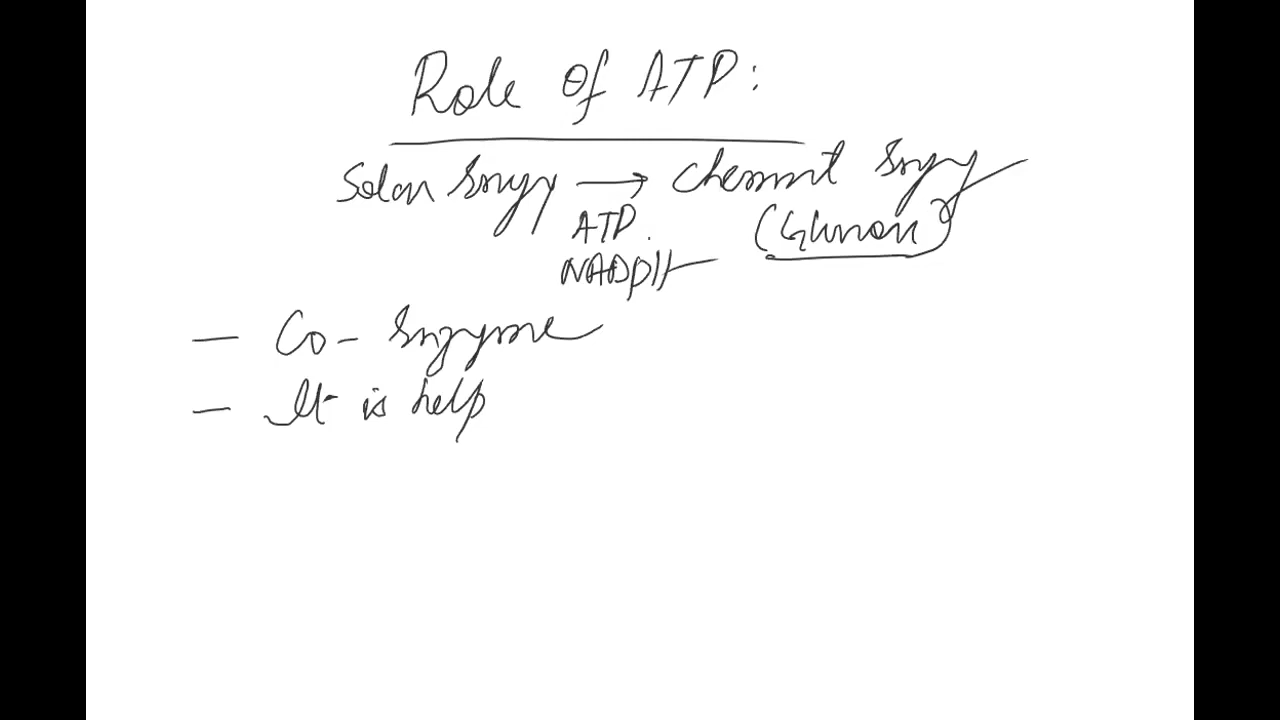 Role of ATP:
Solar Energy → Chemical Energy
ATP
(Glucose)
NADPH
— Co-Enzyme
— It is help